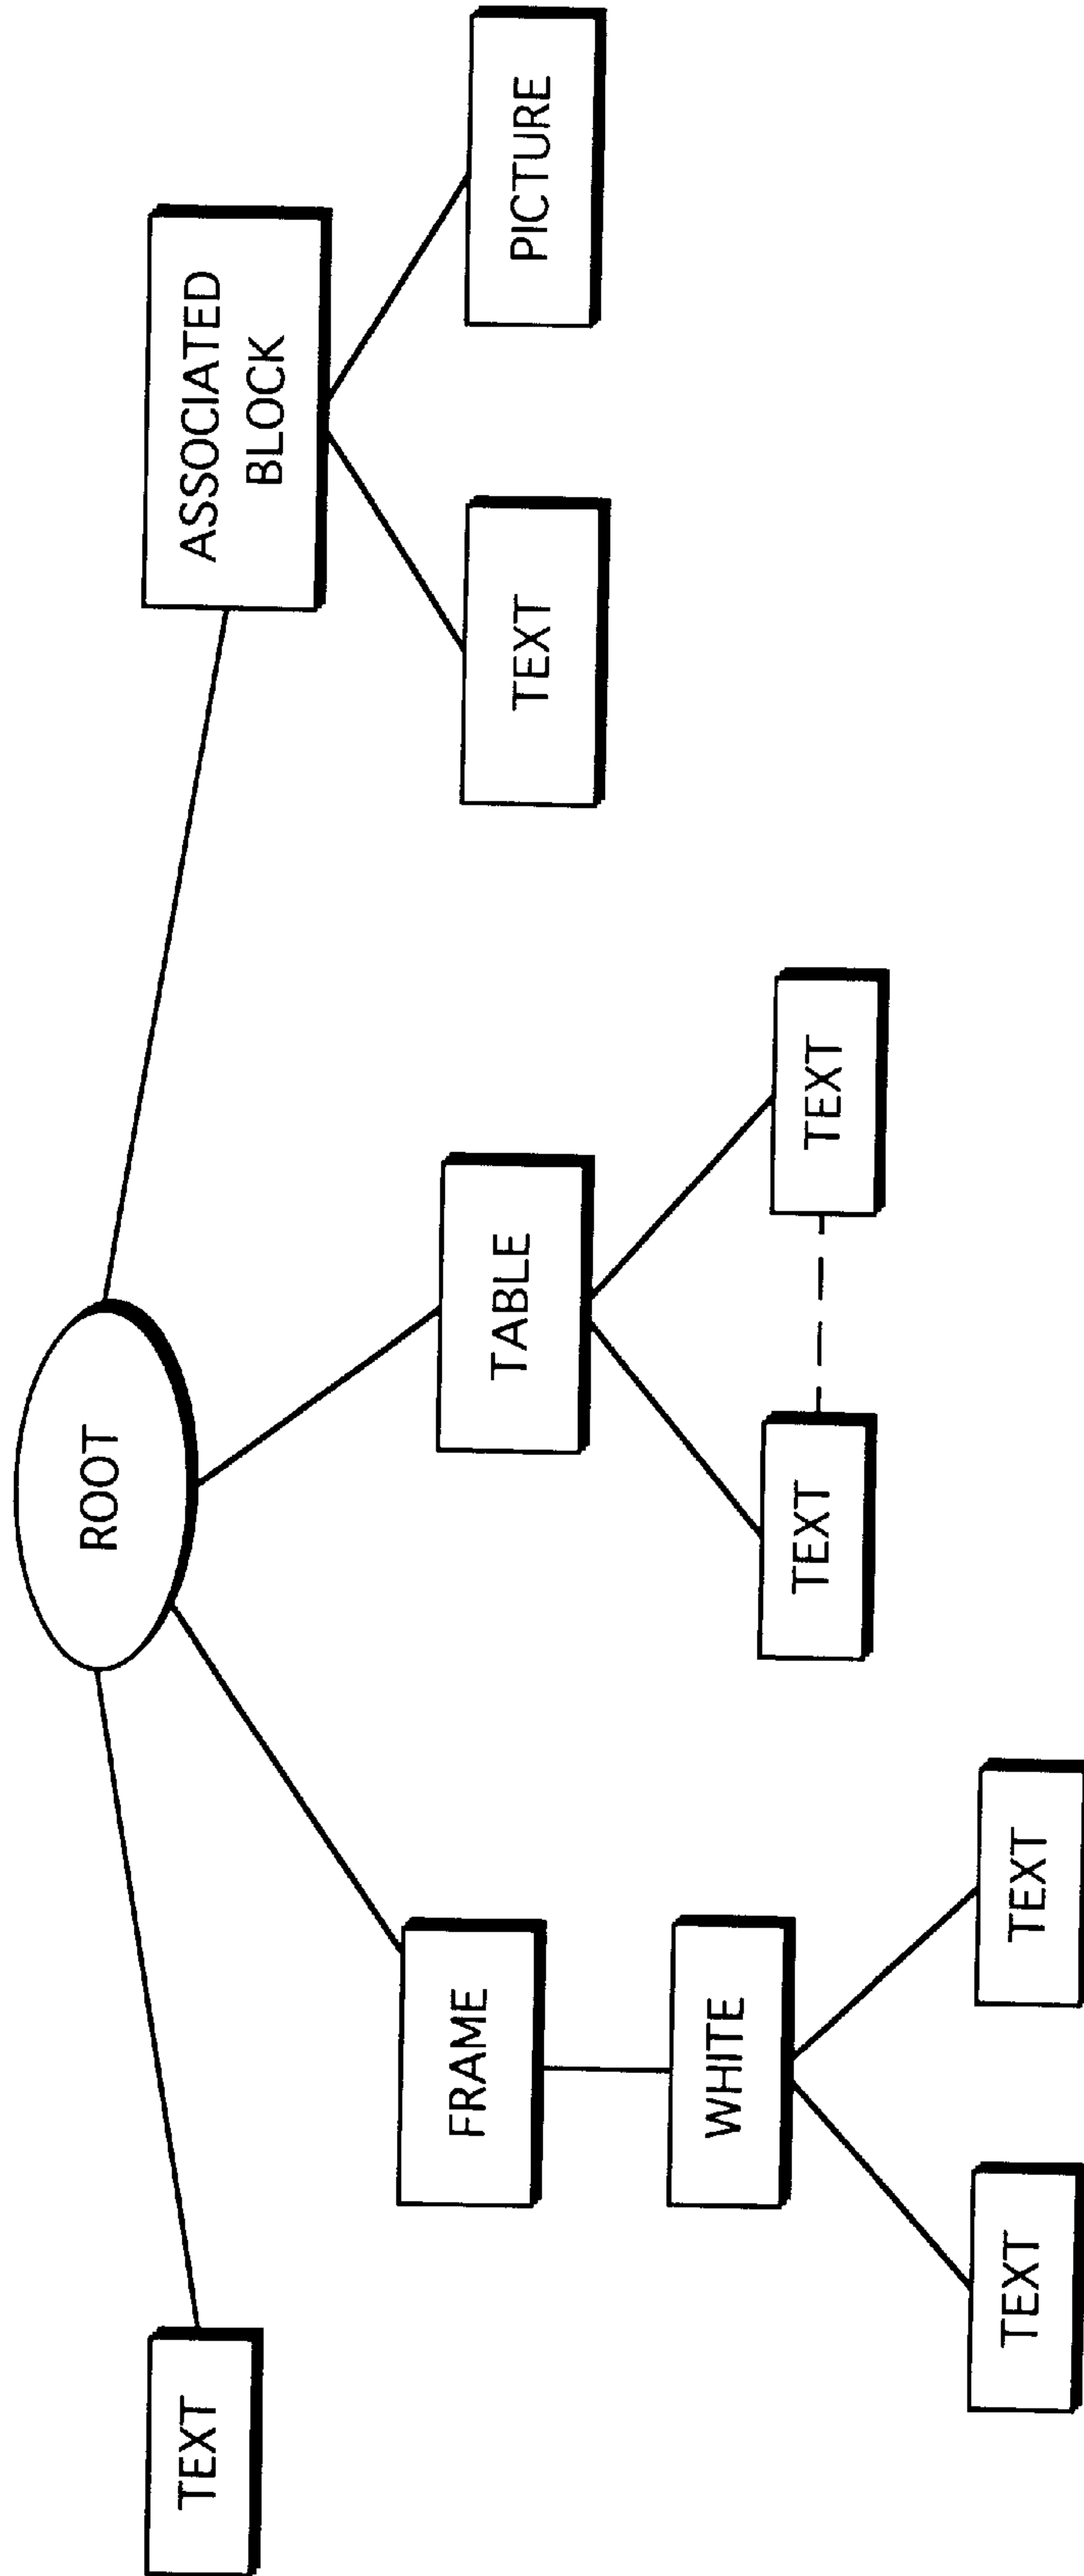 ROOT
TEXT
FRAME
TABLE
ASSOCIATED
BLOCK
WHITE
TEXT
TEXT
TEXT
TEXT
TEXT
PICTURE